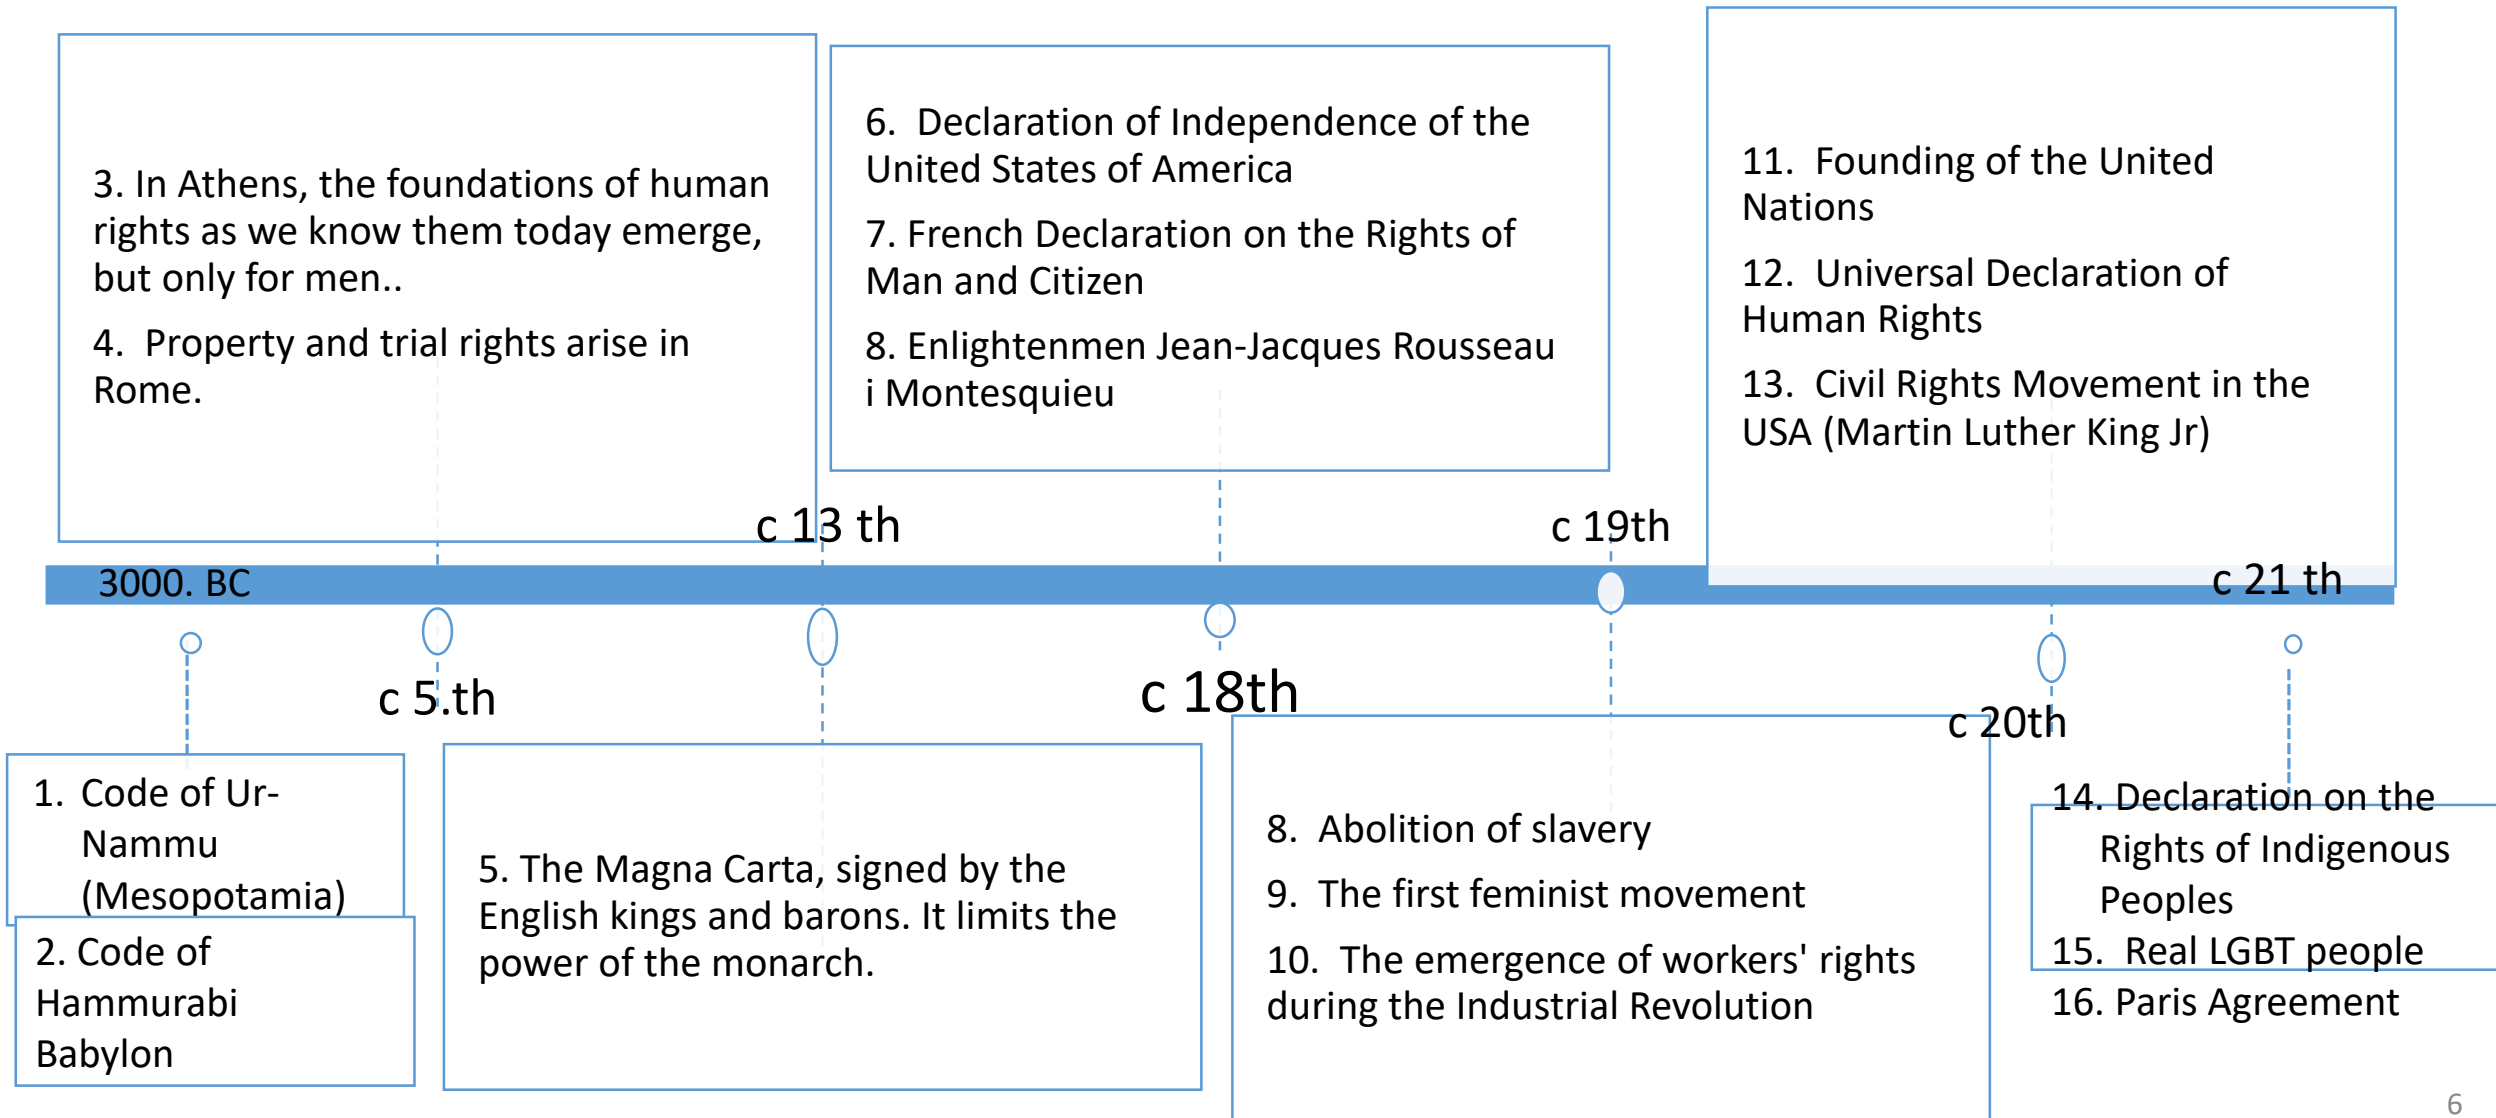 3. In Athens, the foundations of human
rights as we know them today emerge,
but only for men..
4. Property and trial rights arise in
Rome.
6. Declaration of Independence of the
United States of America
7. French Declaration on the Rights of
Man and Citizen
8. Enlightenmen Jean-Jacques Rousseau
i Montesquieu
11. Founding of the United
Nations
12. Universal Declaration of
Human Rights
13. Civil Rights Movement in the
USA (Martin Luther King Jr)
c 13 th
c 19th
3000. BC
c 21 th
c 5.th
c 18th
c 20th
1. Code of Ur-
Nammu
(Mesopotamia)
2. Code of
Hammurabi
Babylon
5. The Magna Carta, signed by the
English kings and barons. It limits the
power of the monarch.
8. Abolition of slavery
9. The first feminist movement
10. The emergence of workers' rights
during the Industrial Revolution
14. Declaration on the
Rights of Indigenous
Peoples
15. Real LGBT people
16. Paris Agreement
6